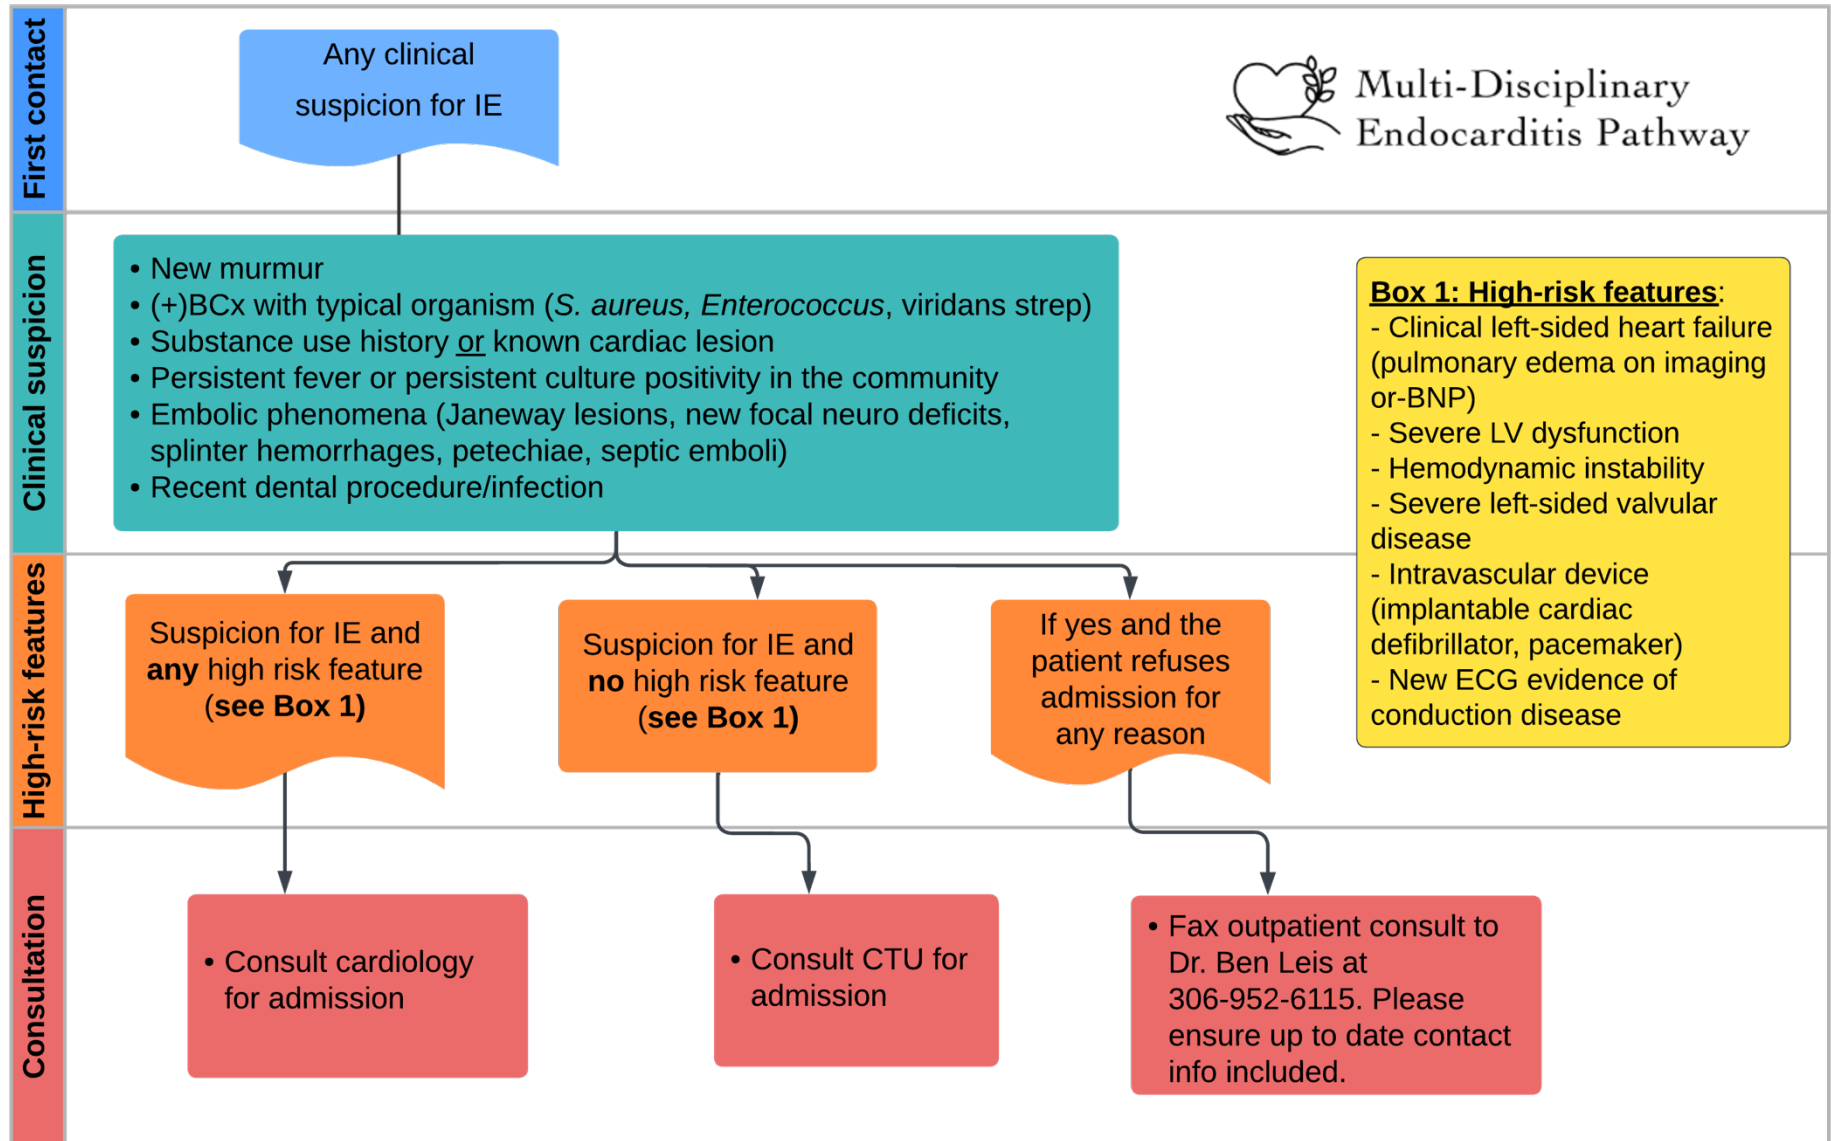 First contact
Any clinical
suspicion for IE
Multi-Disciplinary
Endocarditis Pathway
Clinical suspicion
• New murmur
• (+)BCx with typical organism (S. aureus, Enterococcus, viridans strep)
• Substance use history or known cardiac lesion
• Persistent fever or persistent culture positivity in the community
• Embolic phenomena (Janeway lesions, new focal neuro deficits,
splinter hemorrhages, petechiae, septic emboli)
• Recent dental procedure/infection
Box 1: High-risk features:
- Clinical left-sided heart failure
(pulmonary edema on imaging
or-BNP)
- Severe LV dysfunction
- Hemodynamic instability
- Severe left-sided valvular
disease
- Intravascular device
(implantable cardiac
defibrillator, pacemaker)
- New ECG evidence of
conduction disease
High-risk features
Suspicion for IE and
any high risk feature
(see Box 1)
Suspicion for IE and
no high risk feature
(see Box 1)
If yes and the
patient refuses
admission for
any reason
Consultation
• Consult cardiology
for admission
• Consult CTU for
admission
• Fax outpatient consult to
Dr. Ben Leis at
306-952-6115. Please
ensure up to date contact
info included.